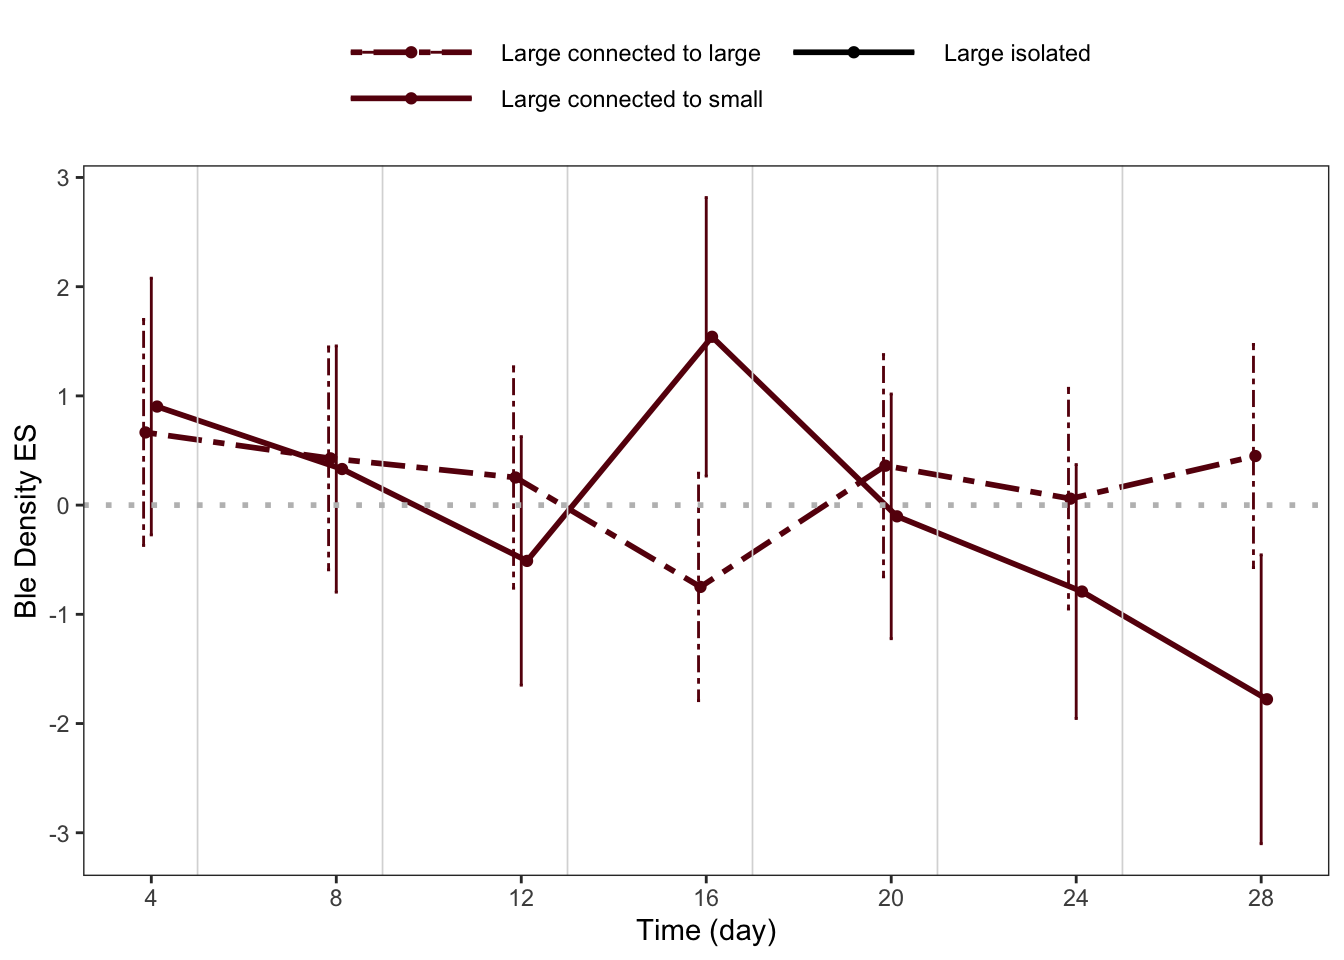 Large connected to large
Large isolated
Large connected to small
3
2
1
0
-1
-2
-3
Ble Density ES
4 8 12 16 20 24 28
Time (day)